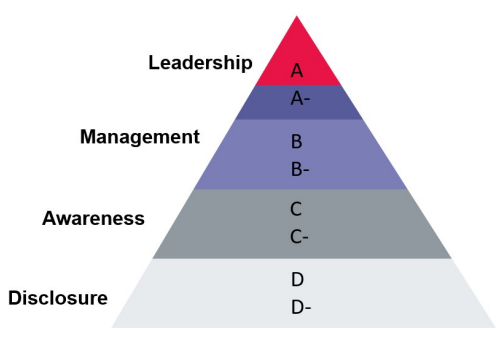 Leadership
A
A-
Management
B
B-
Awareness
C
C-
Disclosure
D
D-